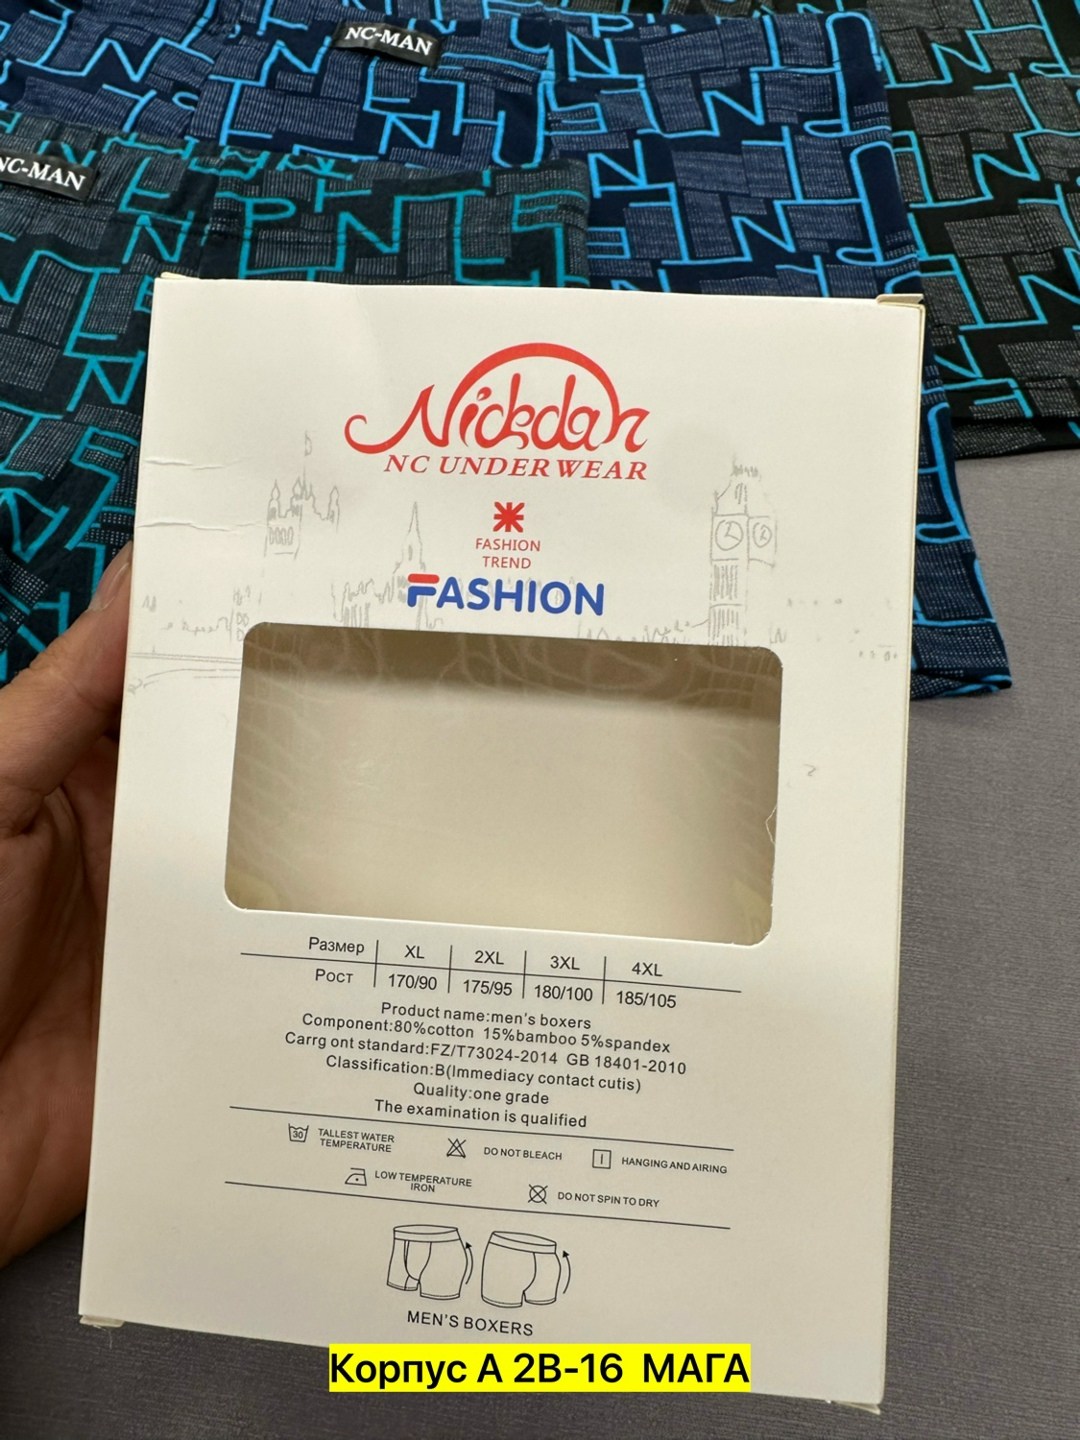 NC-MAN
NC-MAN
Nickdan
NC UNDERWEAR
FASHION
TREND
FASHION
Размер XL 2XL 3XL 4XL
Рост 170/90 175/95 180/100 185/105
Product name:men's boxers
Component:80%cotton 15%bamboo 5%spandex
Carrg ont standard:FZ/T73024-2014 GB 18401-2010
Classification:B(Immediacy contact cutis)
Quality:one grade
The examination is qualified
30 TALLEST WATER TEMPERATURE DO NOT BLEACH HANGING AND AIRING
LOW TEMPERATURE IRON DO NOT SPIN TO DRY
MEN'S BOXERS
Корпус А 2В-16 МАГА